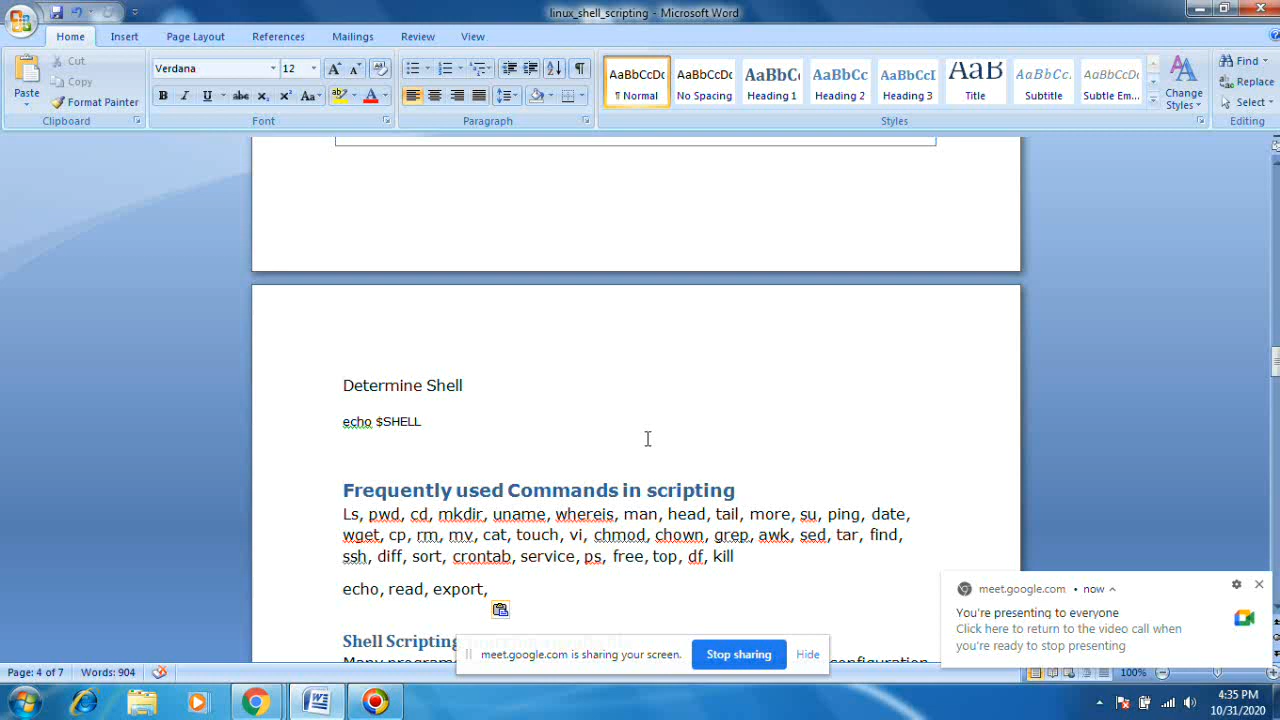 linux_shell_scripting - Microsoft Word
Home Insert Page Layout References Mailings Review View
Paste
Cut
Copy
Format Painter
Clipboard
Verdana 12
Font
Paragraph
AaBbCcDc AaBbCcDc AaBbC AaBbCc AaBbCcI AaB AaBbCc. AaBbCcDc
¶ Normal No Spacing Heading 1 Heading 2 Heading 3 Title Subtitle Subtle Em...
Change Styles
Styles
Find
Replace
Select
Editing
Determine Shell
echo $SHELL
Frequently used Commands in scripting
Ls, pwd, cd, mkdir, uname, whereis, man, head, tail, more, su, ping, date,
wget, cp, rm, mv, cat, touch, vi, chmod, chown, grep, awk, sed, tar, find,
ssh, diff, sort, crontab, service, ps, free, top, df, kill
echo, read, export,
Shell Scripting
Many configuration
meet.google.com is sharing your screen. Stop sharing Hide
meet.google.com • now
You're presenting to everyone
Click here to return to the video call when
you're ready to stop presenting
Page: 4 of 7 Words: 904 100%
4:35 PM
10/31/2020